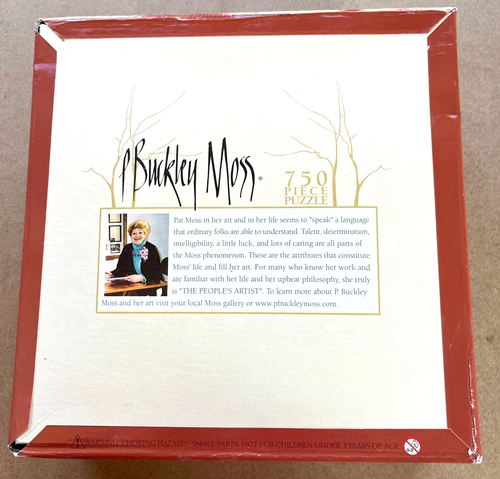 P Buckley Moss®
750
PIECE
PUZZLE
Pat Moss in her art and in her life seems to "speak" a language
that ordinary folks are able to understand. Talent, determination,
intelligibility, a little luck, and lots of caring are all parts of
the Moss phenomenon. These are the attributes that constitute
Moss' life and fill her art. For many who know her work and
are familiar with her life and her upbeat philosophy, she truly
is "THE PEOPLE'S ARTIST". To learn more about P. Buckley
Moss and her art visit your local Moss gallery or www.pbuckleymoss.com.
WARNING: CHOKING HAZARD - SMALL PARTS. NOT FOR CHILDREN UNDER 3 YEARS OF AGE.